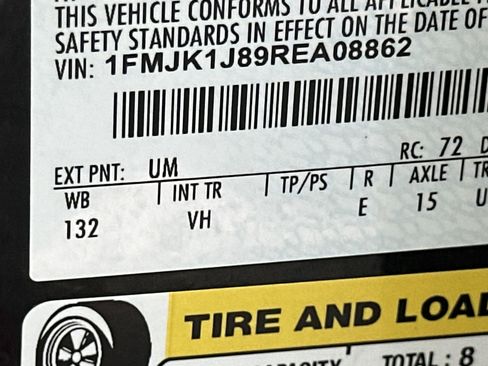 THIS VEHICLE CONFORMS TO ALL APPLICABLE
SAFETY STANDARDS IN EFFECT ON THE DATE OF
VIN: 1FMJK1J89REA08862
EXT PNT: UM RC: 72
WB INT TR TP/PS R AXLE TR
132 VH E 15 U
TIRE AND LOA
TOTAL : 8